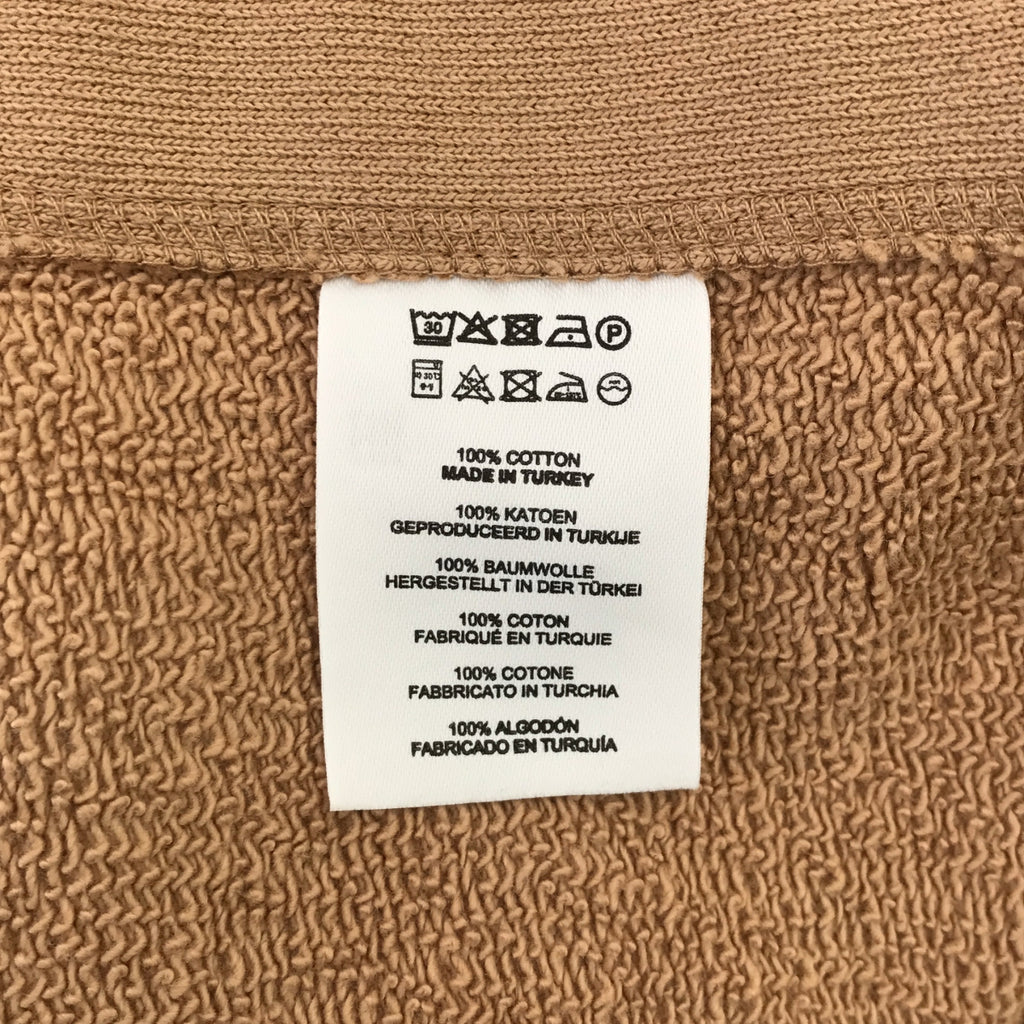 30
P
100% COTTON
MADE IN TURKEY
100% KATOEN
GEPRODUCEERD IN TURKIJE
100% BAUMWOLLE
HERGESTELLT IN DER TÜRKEI
100% COTON
FABRIQUÉ EN TURQUIE
100% COTONE
FABBRICATO IN TURCHIA
100% ALGODÓN
FABRICADO EN TURQUÍA